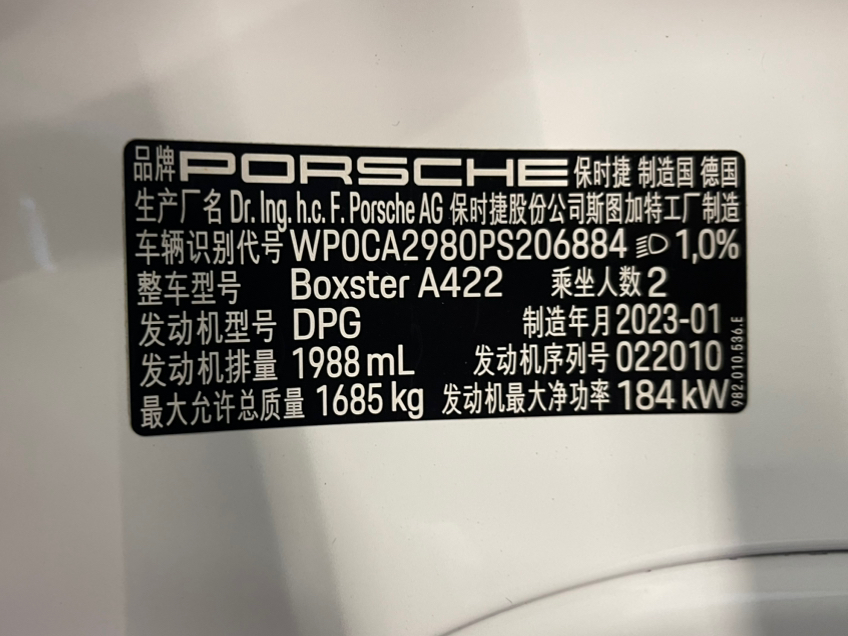 品牌 PORSCHE 保时捷 制造国 德国
生产厂名 Dr. Ing. h.c. F. Porsche AG 保时捷股份公司斯图加特工厂制造
车辆识别代号 WP0CA2980PS206884 1,0%
整车型号 Boxster A422 乘坐人数 2
发动机型号 DPG 制造年月 2023-01
发动机排量 1988 mL 发动机序列号 022010
最大允许总质量 1685 kg 发动机最大净功率 184 kW
982.010.536.E